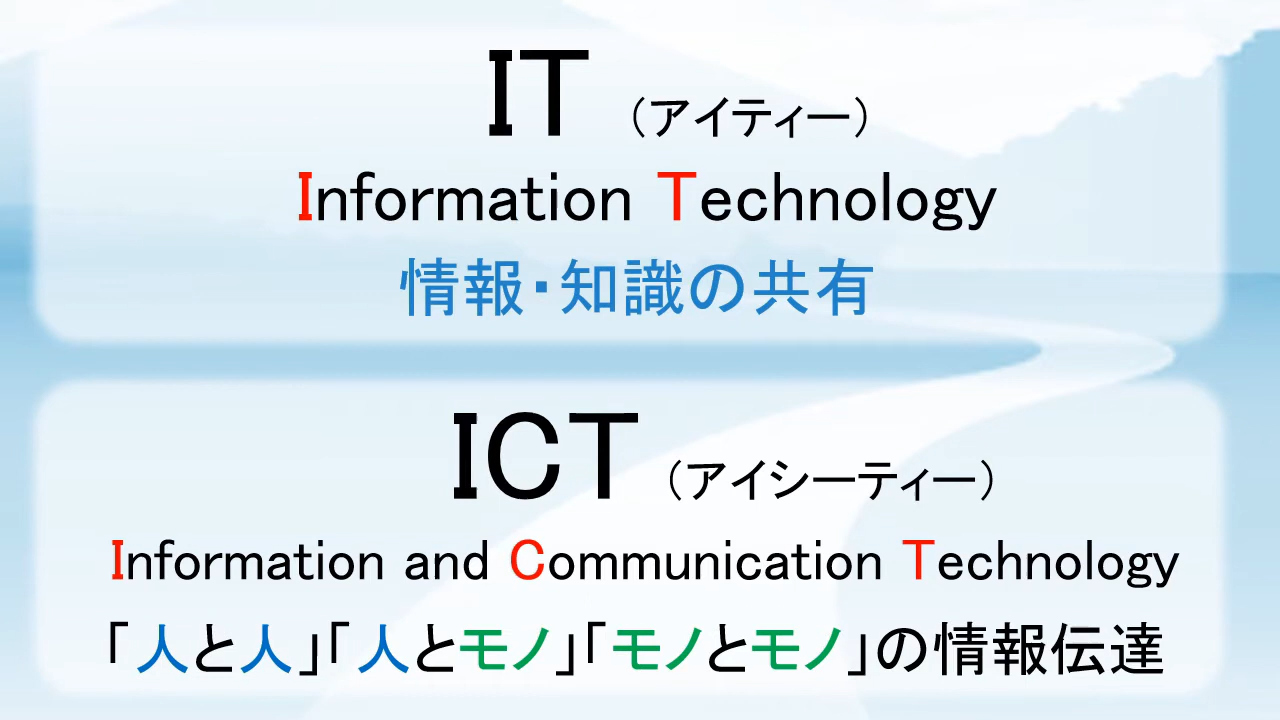 IT (アイティー)
Information Technology
情報・知識の共有
ICT (アイシーティー)
Information and Communication Technology
「人と人」「人とモノ」「モノとモノ」の情報伝達